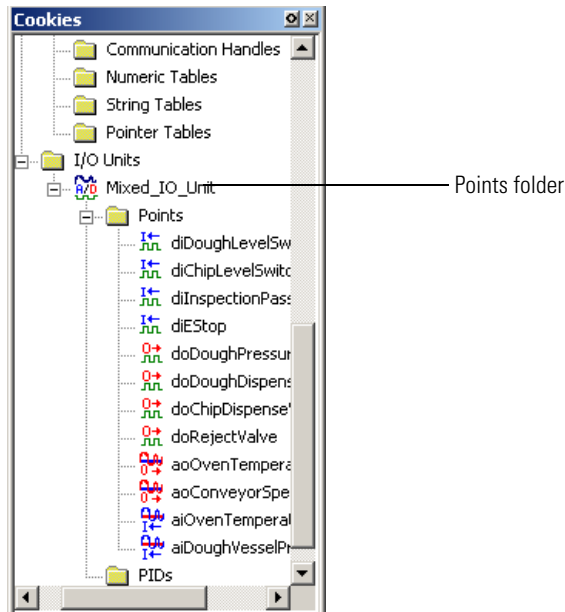 Cookies
Communication Handles
Numeric Tables
String Tables
Pointer Tables
I/O Units
Mixed_IO_Unit
Points folder
Points
diDoughLevelSw
diChipLevelSwitc
diInspectionPass
diEStop
doDoughPressur
doDoughDispens
doChipDispense
doRejectValve
aoOvenTempera
aoConveyorSpe
aiOvenTempera
aiDoughVesselPr
PIDs